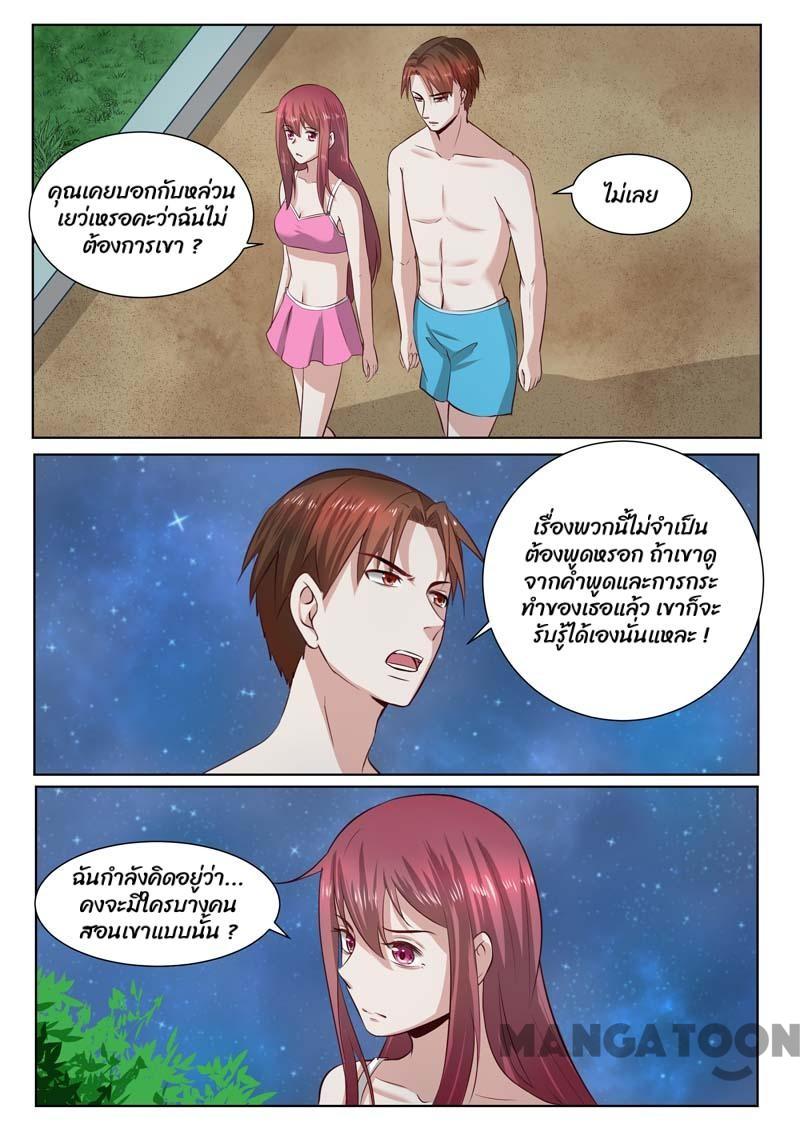 คุณเคยบอกกับหล่วน
เยว่เหรอคะว่าฉันไม่
ต้องการเขา ?
ไม่เลย
เรื่องพวกนี้ไม่จำเป็น
ต้องพูดหรอก ถ้าเขาดู
จากคำพูดและการกระ
ทำของเธอแล้ว เขาก็จะ
รับรู้ได้เองนั่นแหละ !
ฉันกำลังคิดอยู่ว่า...
คงจะมีใครบางคน
สอนเขาแบบนั้น ?
MANGATOON